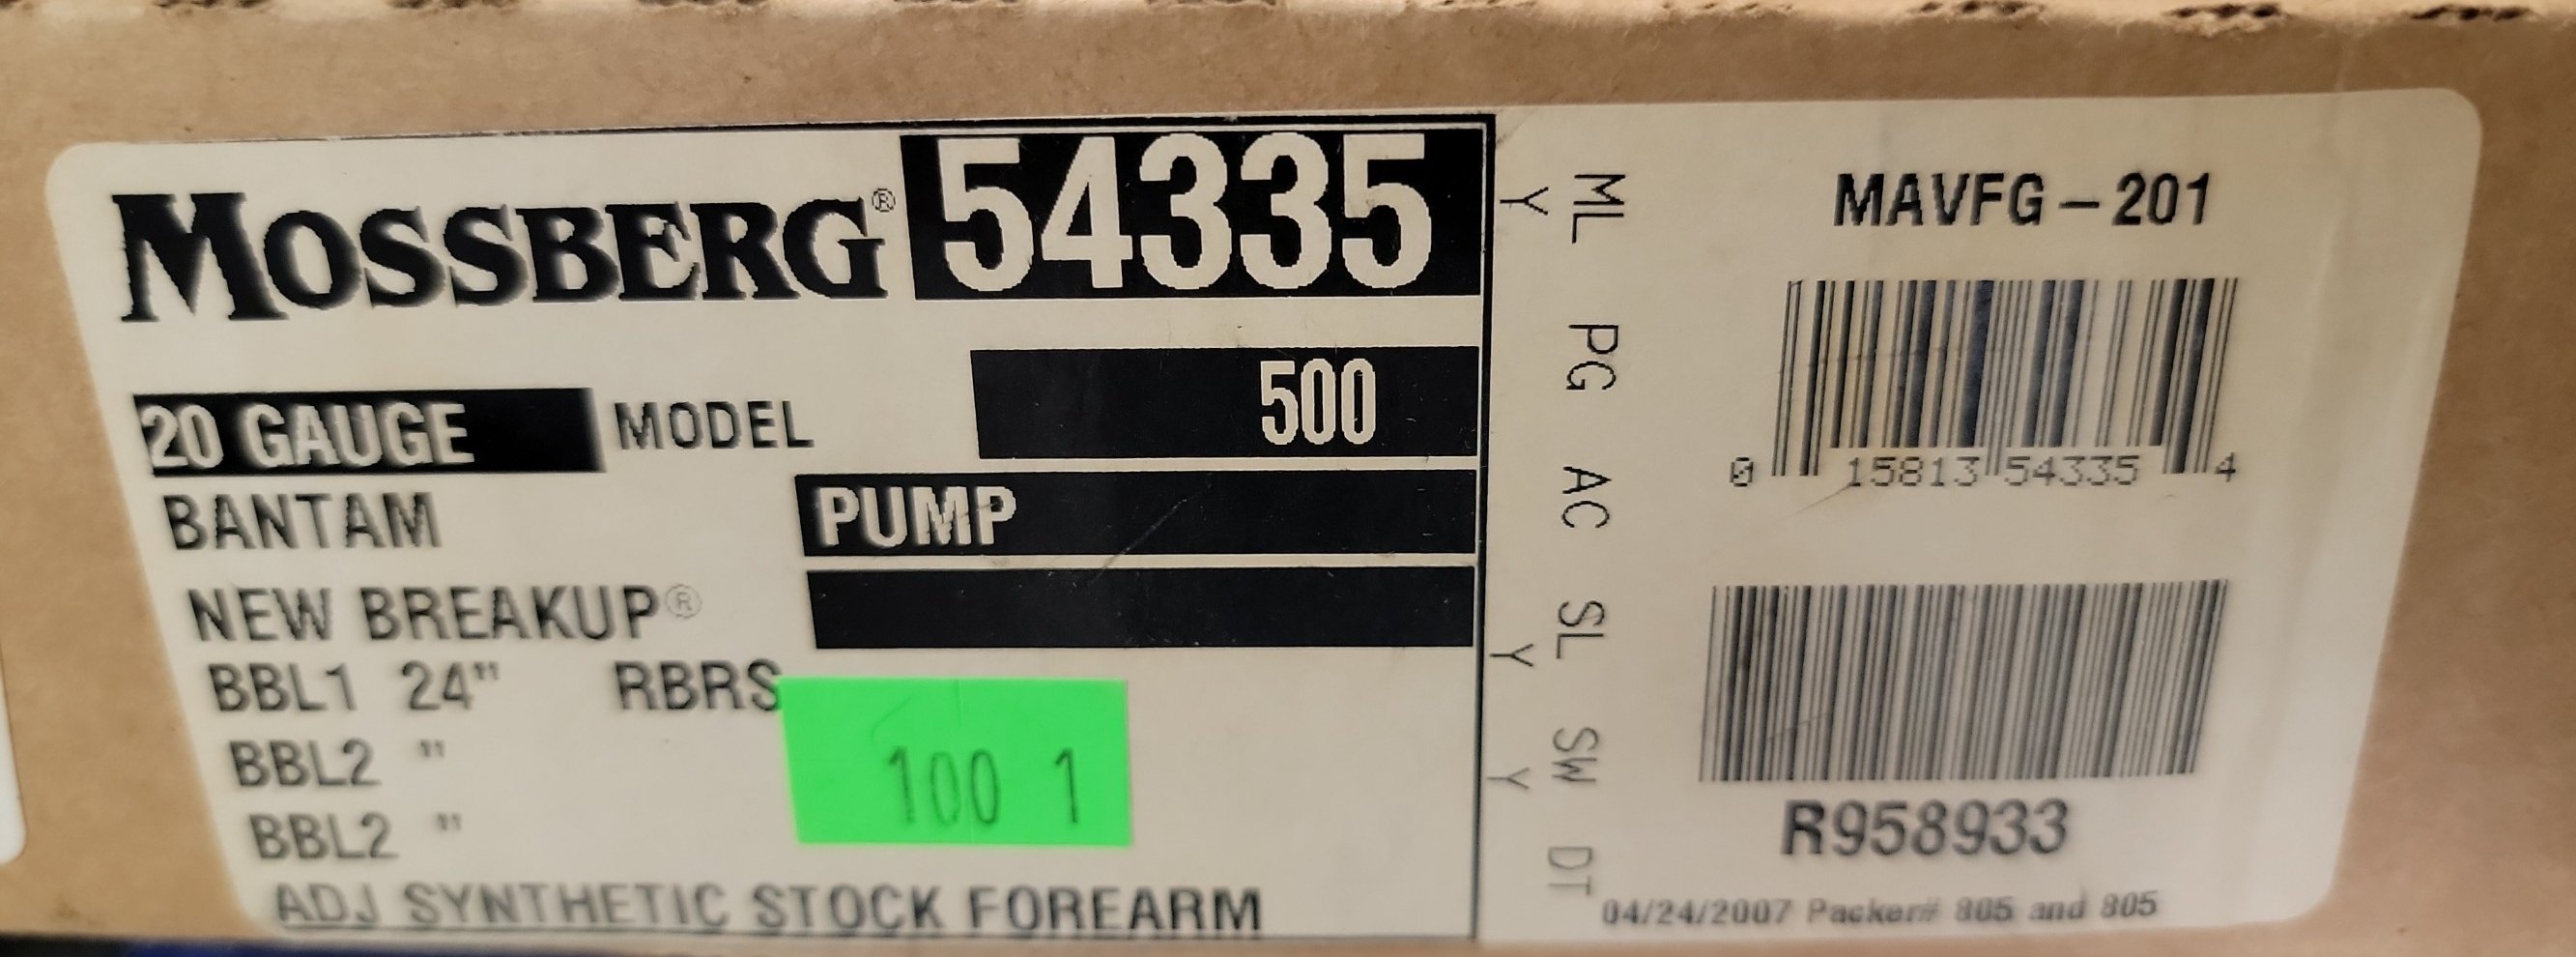 MOSSBERG® 54335
20 GAUGE MODEL 500
BANTAM PUMP
NEW BREAKUP®
BBL1 24" RBRS
BBL2 "
BBL2 "
100 1
ADJ SYNTHETIC STOCK FOREARM
ML PG AC SL SW DT
Y Y Y
MAVFG-201
0 15813 54335 4
R958933
04/24/2007 Packer# 805 and 805